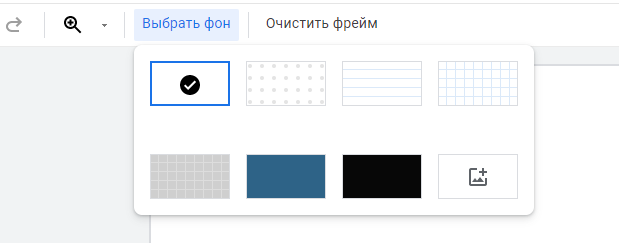 Выбрать фон
Очистить фрейм